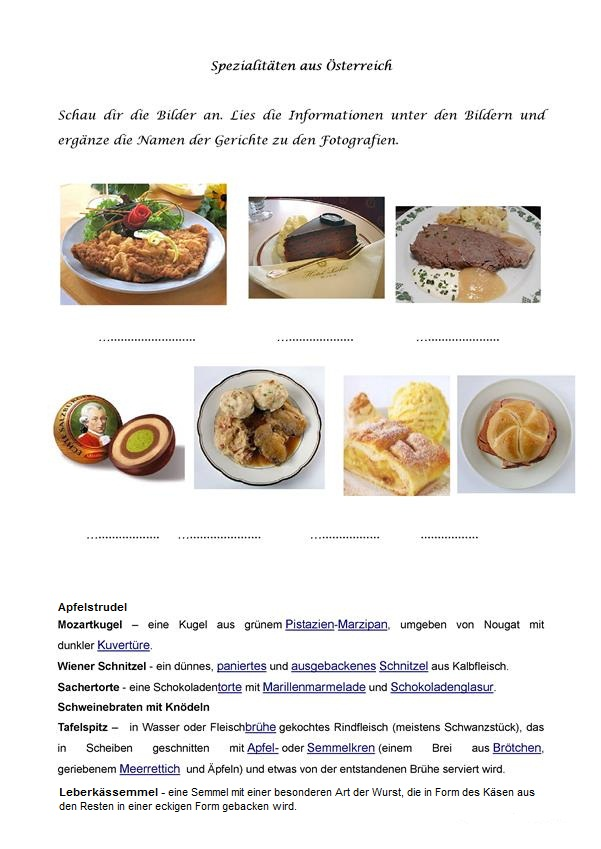 Spezialitäten aus Österreich
Schau dir die Bilder an. Lies die Informationen unter den Bildern und
ergänze die Namen der Gerichte zu den Fotografien.
….......................... ….................... …......................
ECHTE SALZBURGER
….................. …....................... ….................. .................
Apfelstrudel
Mozartkugel – eine Kugel aus grünem Pistazien-Marzipan, umgeben von Nougat mit
dunkler Kuvertüre.
Wiener Schnitzel - ein dünnes, paniertes und ausgebackenes Schnitzel aus Kalbfleisch.
Sachertorte - eine Schokoladentorte mit Marillenmarmelade und Schokoladenglasur.
Schweinebraten mit Knödeln
Tafelspitz – in Wasser oder Fleischbrühe gekochtes Rindfleisch (meistens Schwanzstück), das
in Scheiben geschnitten mit Apfel- oder Semmelkren (einem Brei aus Brötchen,
geriebenem Meerrettich und Äpfeln) und etwas von der entstandenen Brühe serviert wird.
Leberkässemmel - eine Semmel mit einer besonderen Art der Wurst, die in Form des Käsen aus
den Resten in einer eckigen Form gebacken wird.